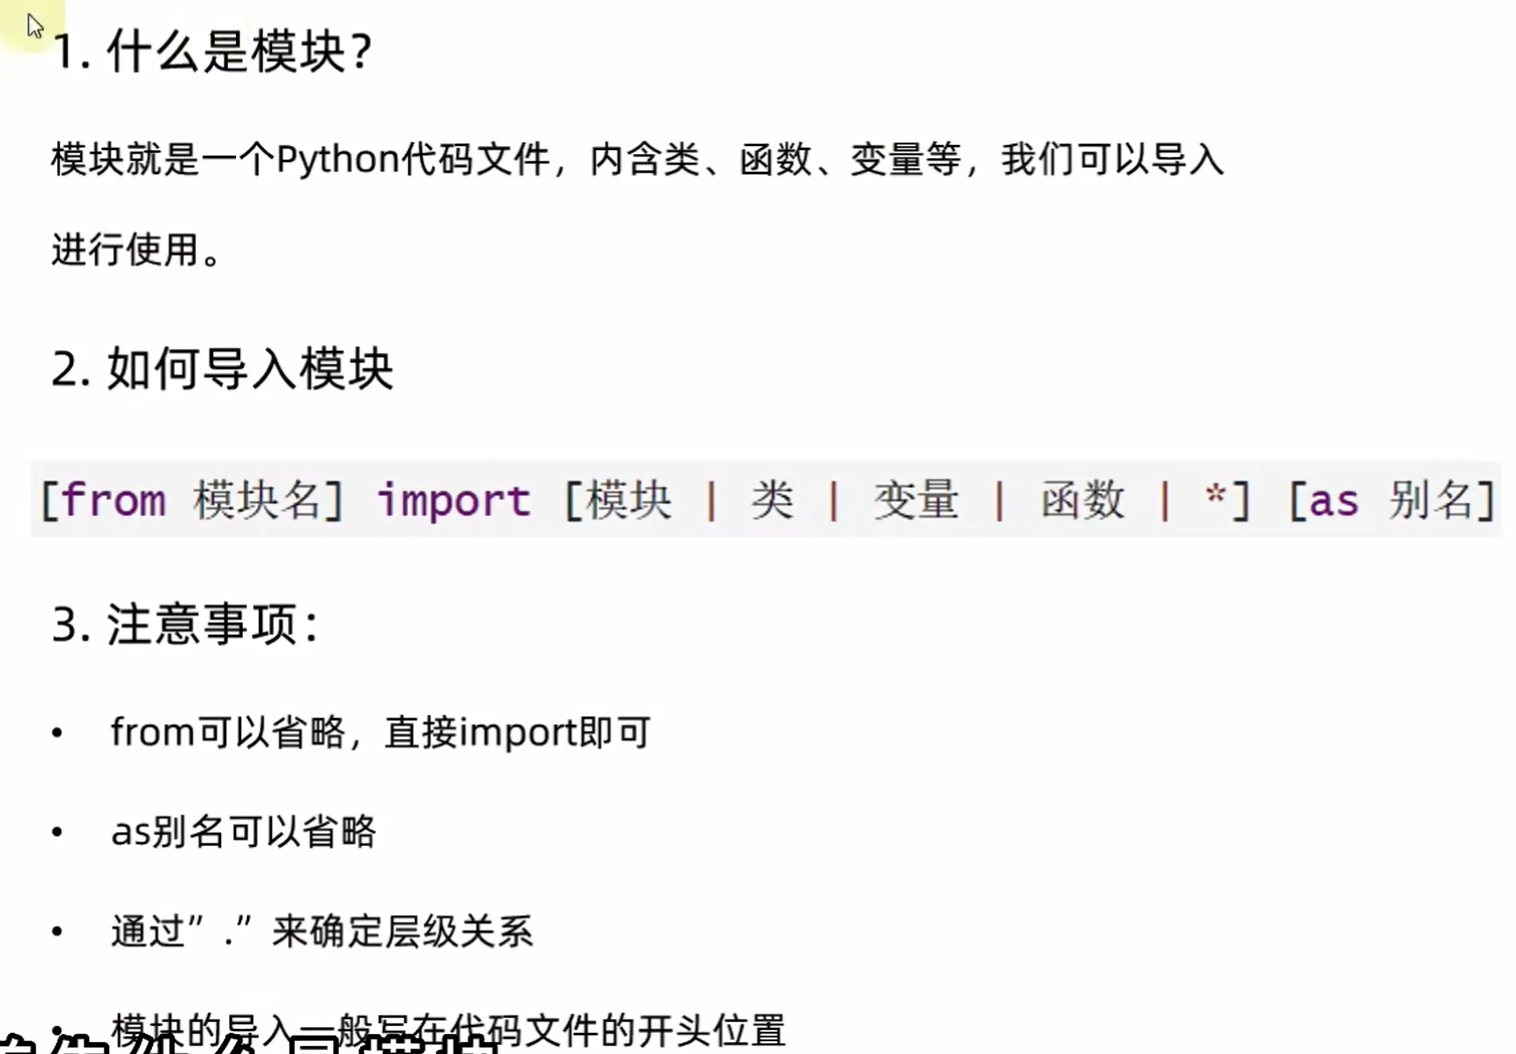 1. 什么是模块？
模块就是一个Python代码文件，内含类、函数、变量等，我们可以导入
进行使用。
2. 如何导入模块
[from 模块名] import [模块 | 类 | 变量 | 函数 | *] [as 别名]
3. 注意事项：
• from可以省略，直接import即可
• as别名可以省略
• 通过”.”来确定层级关系
• 模块的导入一般写在代码文件的开头位置